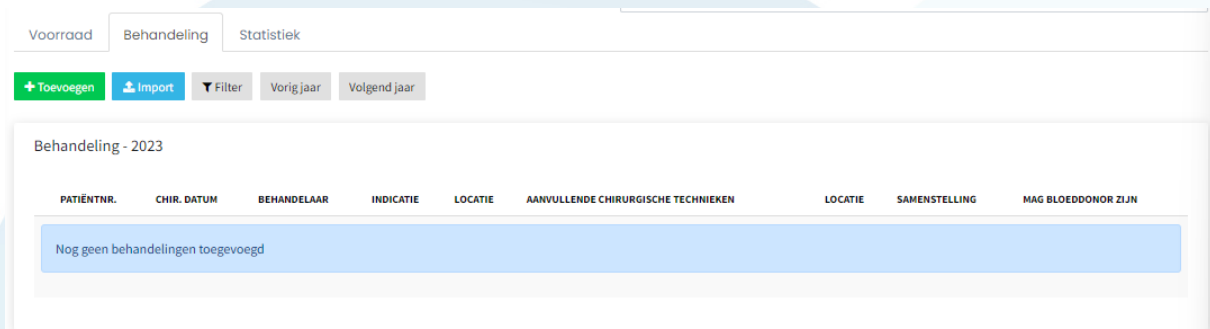 Voorraad Behandeling Statistiek
Toevoegen Import Filter Vorig jaar Volgend jaar
Behandeling - 2023
PATIËNTNR. CHIR. DATUM BEHANDELAAR INDICATIE LOCATIE AANVULLENDE CHIRURGISCHE TECHNIEKEN LOCATIE SAMENSTELLING MAG BLOEDDONOR ZIJN
Nog geen behandelingen toegevoegd